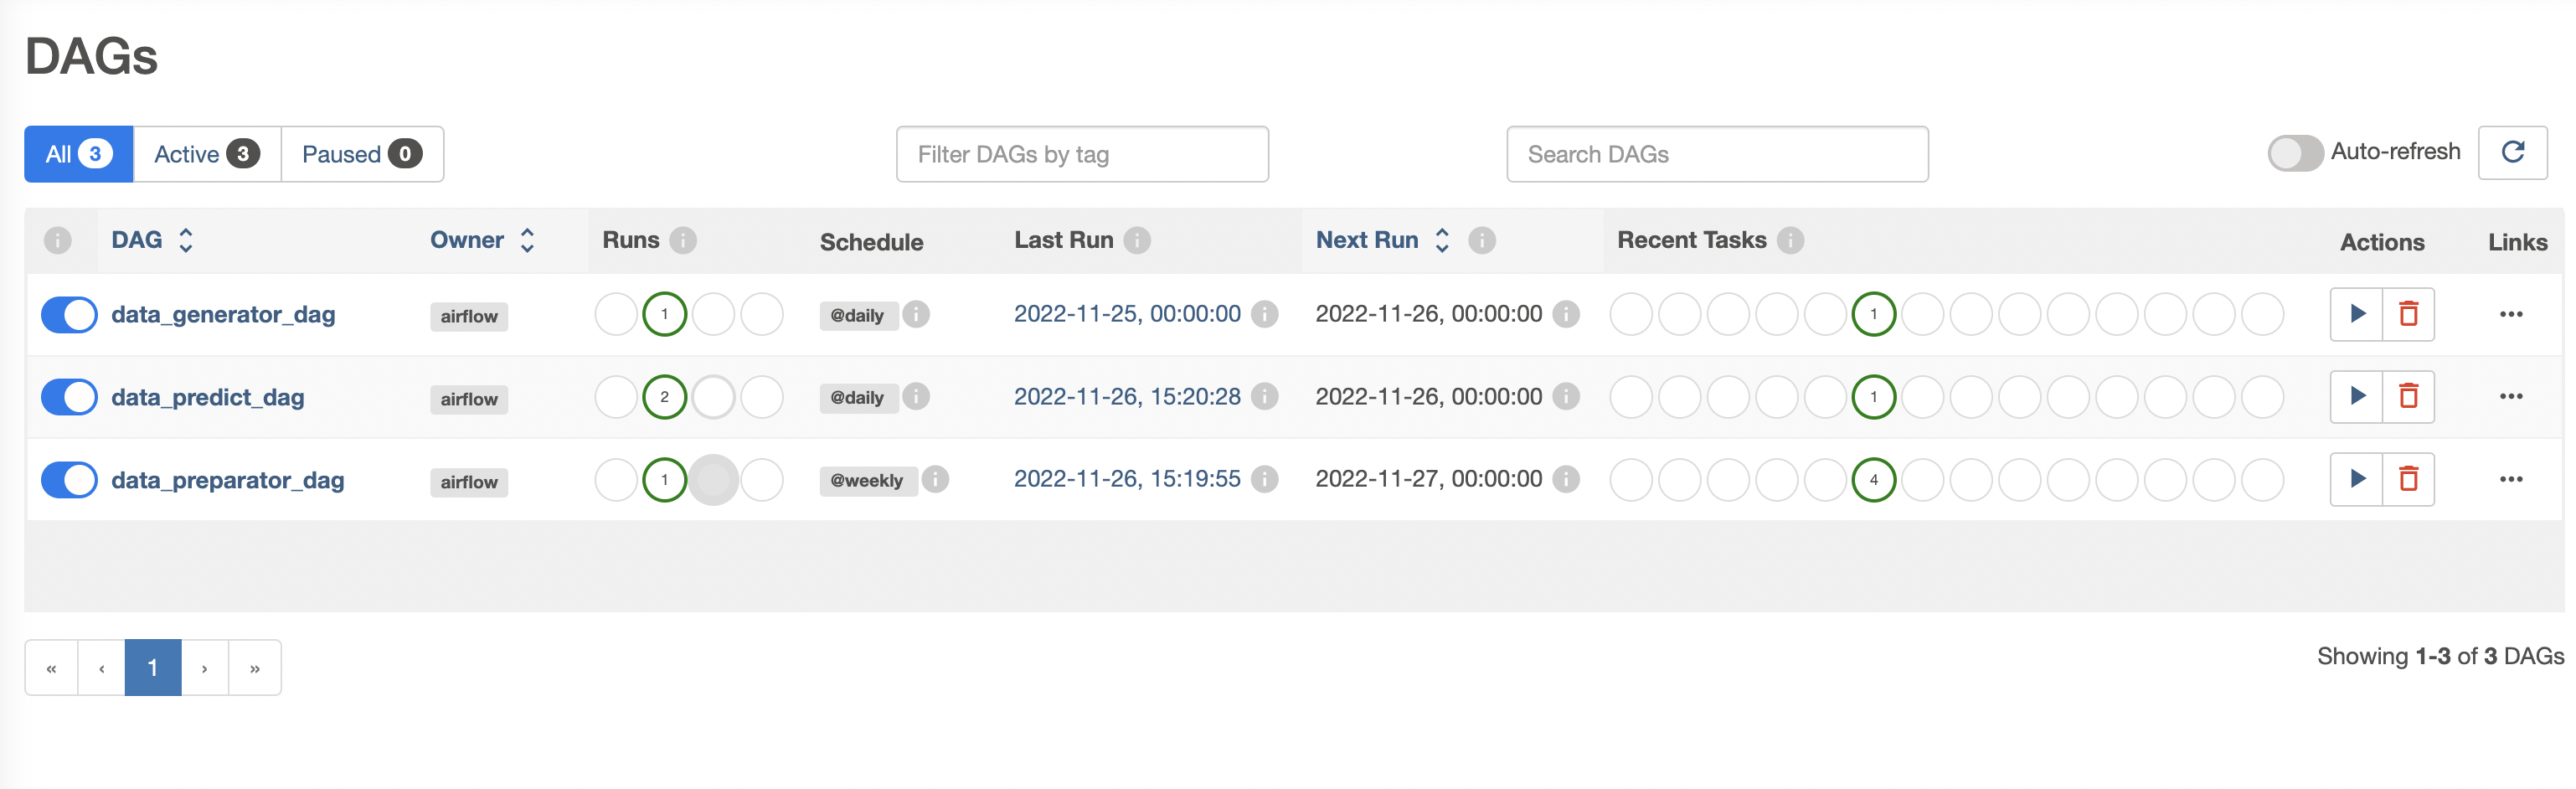 DAGs
All 3 Active 3 Paused 0 Filter DAGs by tag Search DAGs Auto-refresh
i DAG Owner Runs i Schedule Last Run i Next Run i Recent Tasks i Actions Links
data_generator_dag airflow 1 @daily i 2022-11-25, 00:00:00 i 2022-11-26, 00:00:00 i 1 ...
data_predict_dag airflow 2 @daily i 2022-11-26, 15:20:28 i 2022-11-26, 00:00:00 i 1 ...
data_preparator_dag airflow 1 @weekly i 2022-11-26, 15:19:55 i 2022-11-27, 00:00:00 i 4 ...
« ‹ 1 › » Showing 1-3 of 3 DAGs